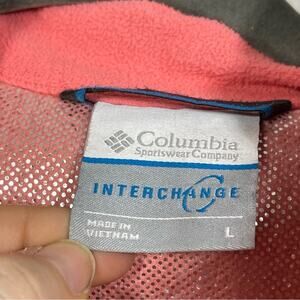 Columbia
Sportswear Company
INTERCHANGE
MADE IN
VIETNAM
L